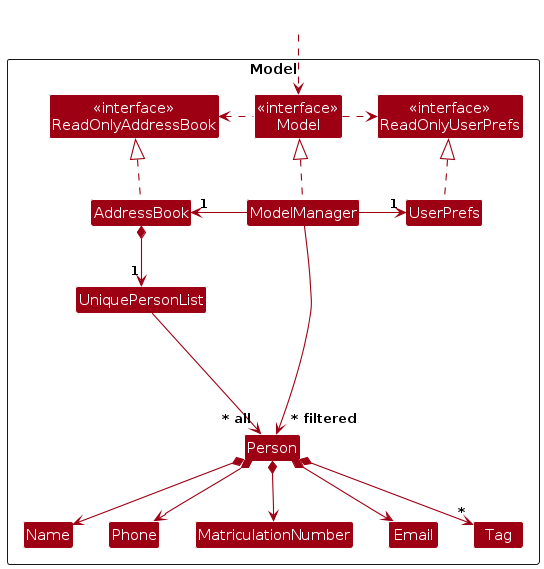 Model
«interface»
ReadOnlyAddressBook
«interface»
Model
«interface»
ReadOnlyUserPrefs
AddressBook
1
ModelManager
1
UserPrefs
1
UniquePersonList
* all
* filtered
Person
*
Name
Phone
MatriculationNumber
Email
Tag